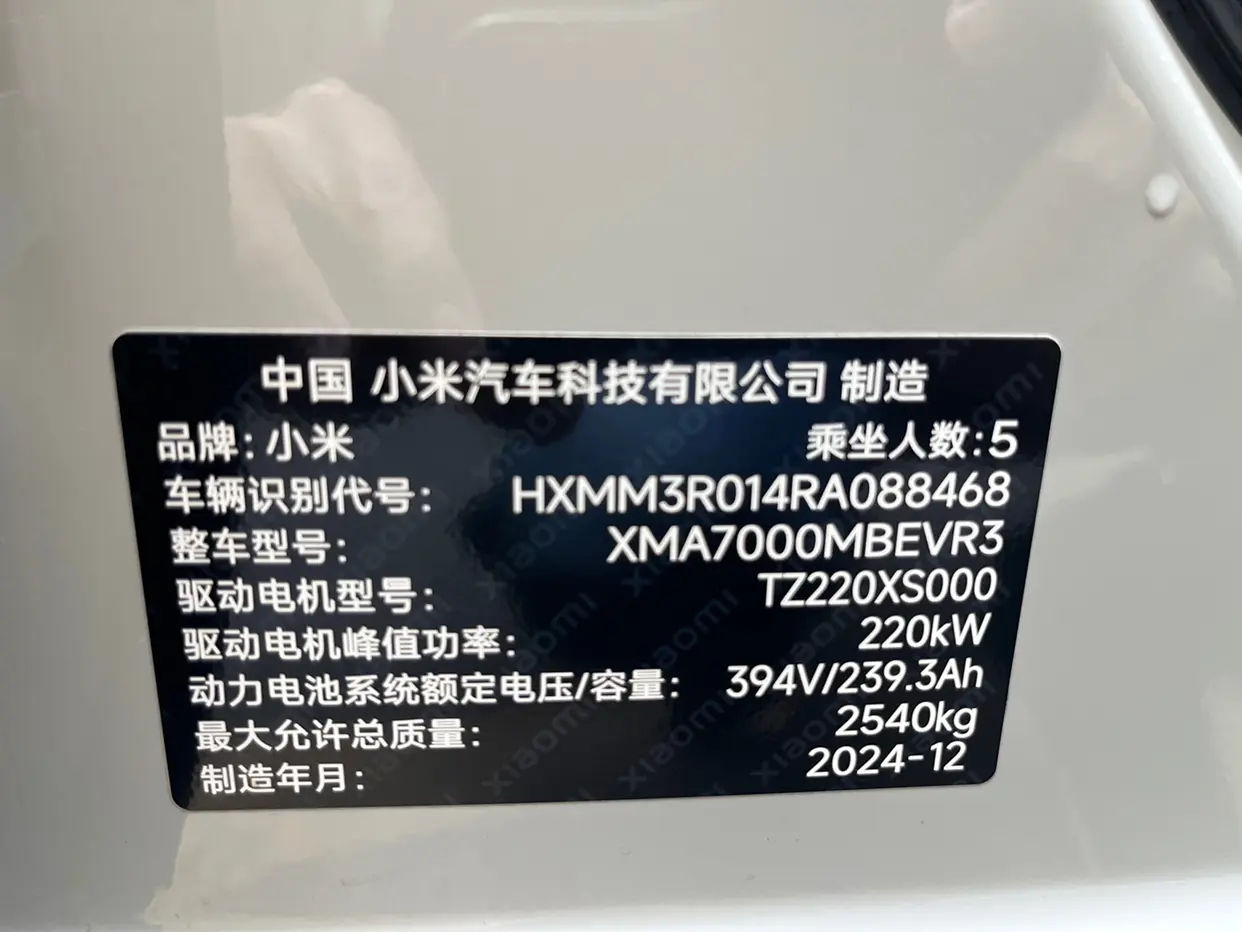 中国 小米汽车科技有限公司 制造
品牌：小米 乘坐人数：5
车辆识别代号： HXMM3R014RA088468
整车型号： XMA7000MBEVR3
驱动电机型号： TZ220XS000
驱动电机峰值功率： 220kW
动力电池系统额定电压/容量： 394V/239.3Ah
最大允许总质量： 2540kg
制造年月： 2024-12